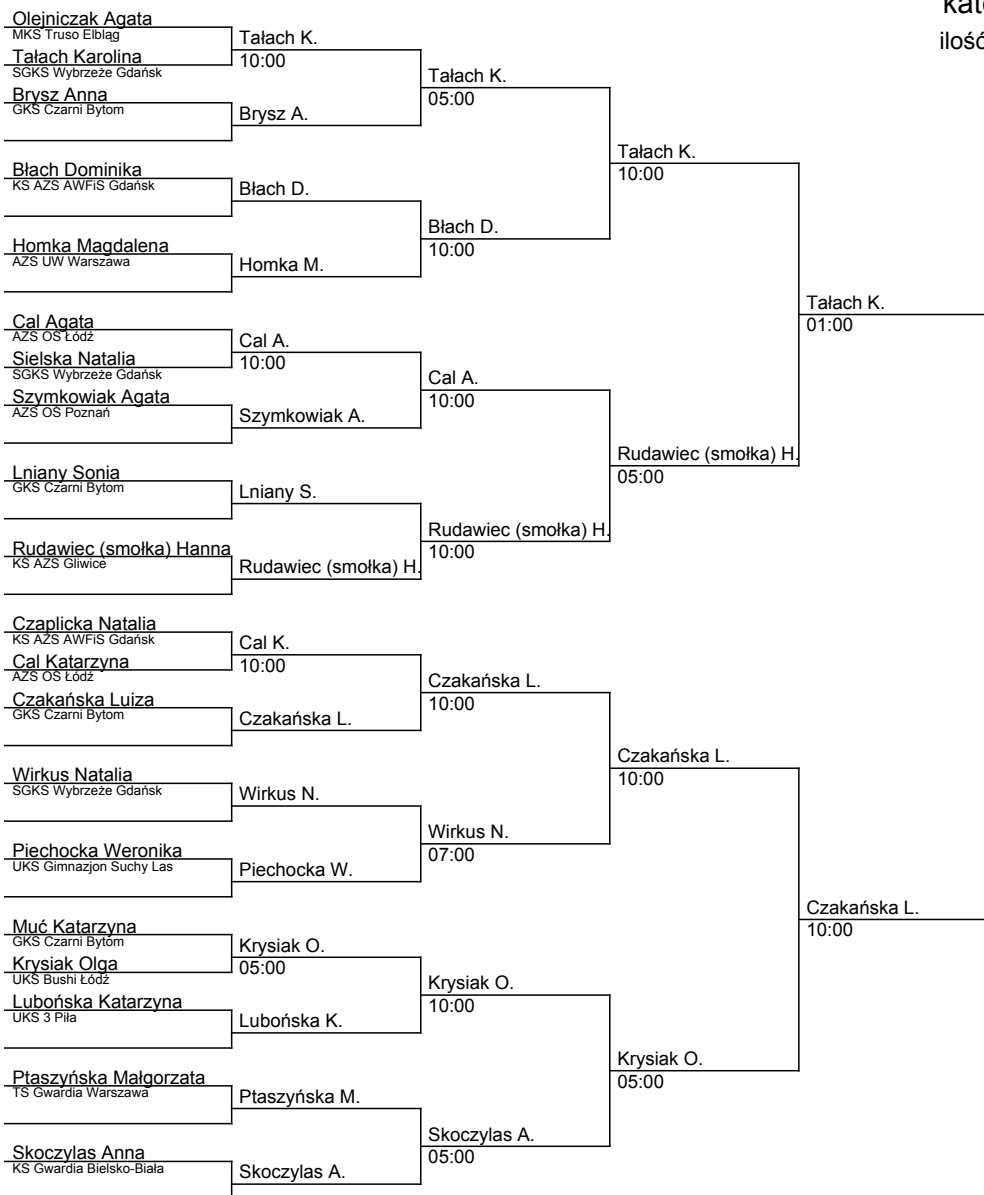 kate
ilość
Olejniczak Agata
MKS Truso Elbląg
Tałach Karolina
SGKS Wybrzeże Gdańsk
Brysz Anna
GKS Czarni Bytom
Błach Dominika
KS AZS AWFiS Gdańsk
Homka Magdalena
AZS UW Warszawa
Cal Agata
AZS OŚ Łódź
Sielska Natalia
SGKS Wybrzeże Gdańsk
Szymkowiak Agata
AZS OŚ Poznań
Lniany Sonia
GKS Czarni Bytom
Rudawiec (smołka) Hanna
KS AZS Gliwice
Czaplicka Natalia
KS AZS AWFiS Gdańsk
Cal Katarzyna
AZS OŚ Łódź
Czakańska Luiza
GKS Czarni Bytom
Wirkus Natalia
SGKS Wybrzeże Gdańsk
Piechocka Weronika
UKS Gimnazjon Suchy Las
Muć Katarzyna
GKS Czarni Bytom
Krysiak Olga
UKS Bushi Łódź
Lubońska Katarzyna
UKS 3 Piła
Ptaszyńska Małgorzata
TS Gwardia Warszawa
Skoczylas Anna
KS Gwardia Bielsko-Biała
Tałach K.
10:00
Brysz A.
Błach D.
Homka M.
Cal A.
10:00
Szymkowiak A.
Lniany S.
Rudawiec (smołka) H.
Cal K.
10:00
Czakańska L.
Wirkus N.
Piechocka W.
Krysiak O.
05:00
Lubońska K.
Ptaszyńska M.
Skoczylas A.
Tałach K.
05:00
Błach D.
10:00
Cal A.
10:00
Rudawiec (smołka) H.
10:00
Czakańska L.
10:00
Wirkus N.
07:00
Krysiak O.
10:00
Skoczylas A.
05:00
Tałach K.
10:00
Rudawiec (smołka) H.
05:00
Czakańska L.
10:00
Krysiak O.
05:00
Tałach K.
01:00
Czakańska L.
10:00